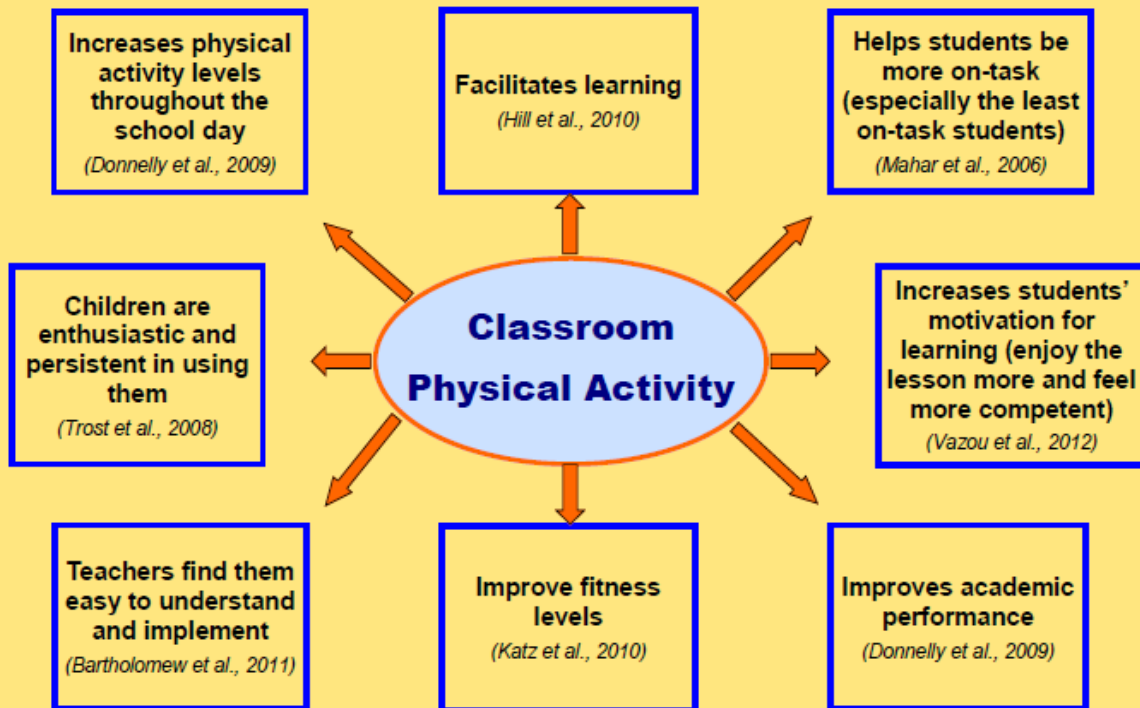 Increases physical
activity levels
throughout the
school day
(Donnelly et al., 2009)
Facilitates learning
(Hill et al., 2010)
Helps students be
more on-task
(especially the least
on-task students)
(Mahar et al., 2006)
Children are
enthusiastic and
persistent in using
them
(Trost et al., 2008)
Classroom
Physical Activity
Increases students’
motivation for
learning (enjoy the
lesson more and feel
more competent)
(Vazou et al., 2012)
Teachers find them
easy to understand
and implement
(Bartholomew et al., 2011)
Improve fitness
levels
(Katz et al., 2010)
Improves academic
performance
(Donnelly et al., 2009)